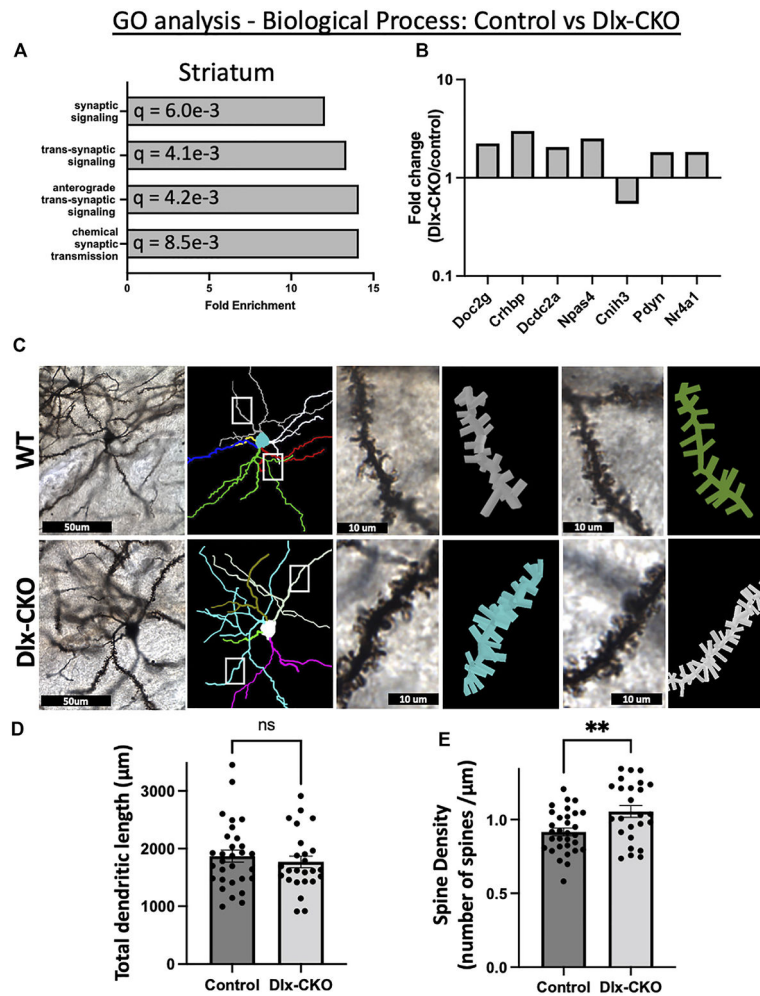 GO analysis - Biological Process: Control vs Dlx-CKO
A
Striatum
synaptic
signaling
q = 6.0e-3
trans-synaptic
signaling
q = 4.1e-3
anterograde
trans-synaptic
signaling
q = 4.2e-3
chemical
synaptic
transmission
q = 8.5e-3
0 5 10 15
Fold Enrichment
B
Fold change
(Dlx-CKO/control)
10
1
0.1
Doc2g Crhbp Dcdc2a Npas4 Cnih3 Pdyn Nr4a1
C
WT
50um
10 um
10 um
Dlx-CKO
50um
10 um
10 um
D
ns
Total dendritic length (μm)
3000
2000
1000
0
Control Dlx-CKO
E
**
Spine Density
(number of spines /μm)
1.0
0.5
0.0
Control Dlx-CKO